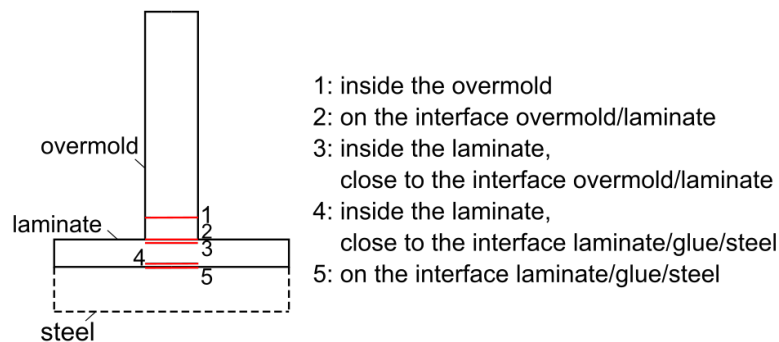 overmold
laminate
steel
1
2
3
4
5
1: inside the overmold
2: on the interface overmold/laminate
3: inside the laminate,
close to the interface overmold/laminate
4: inside the laminate,
close to the interface laminate/glue/steel
5: on the interface laminate/glue/steel